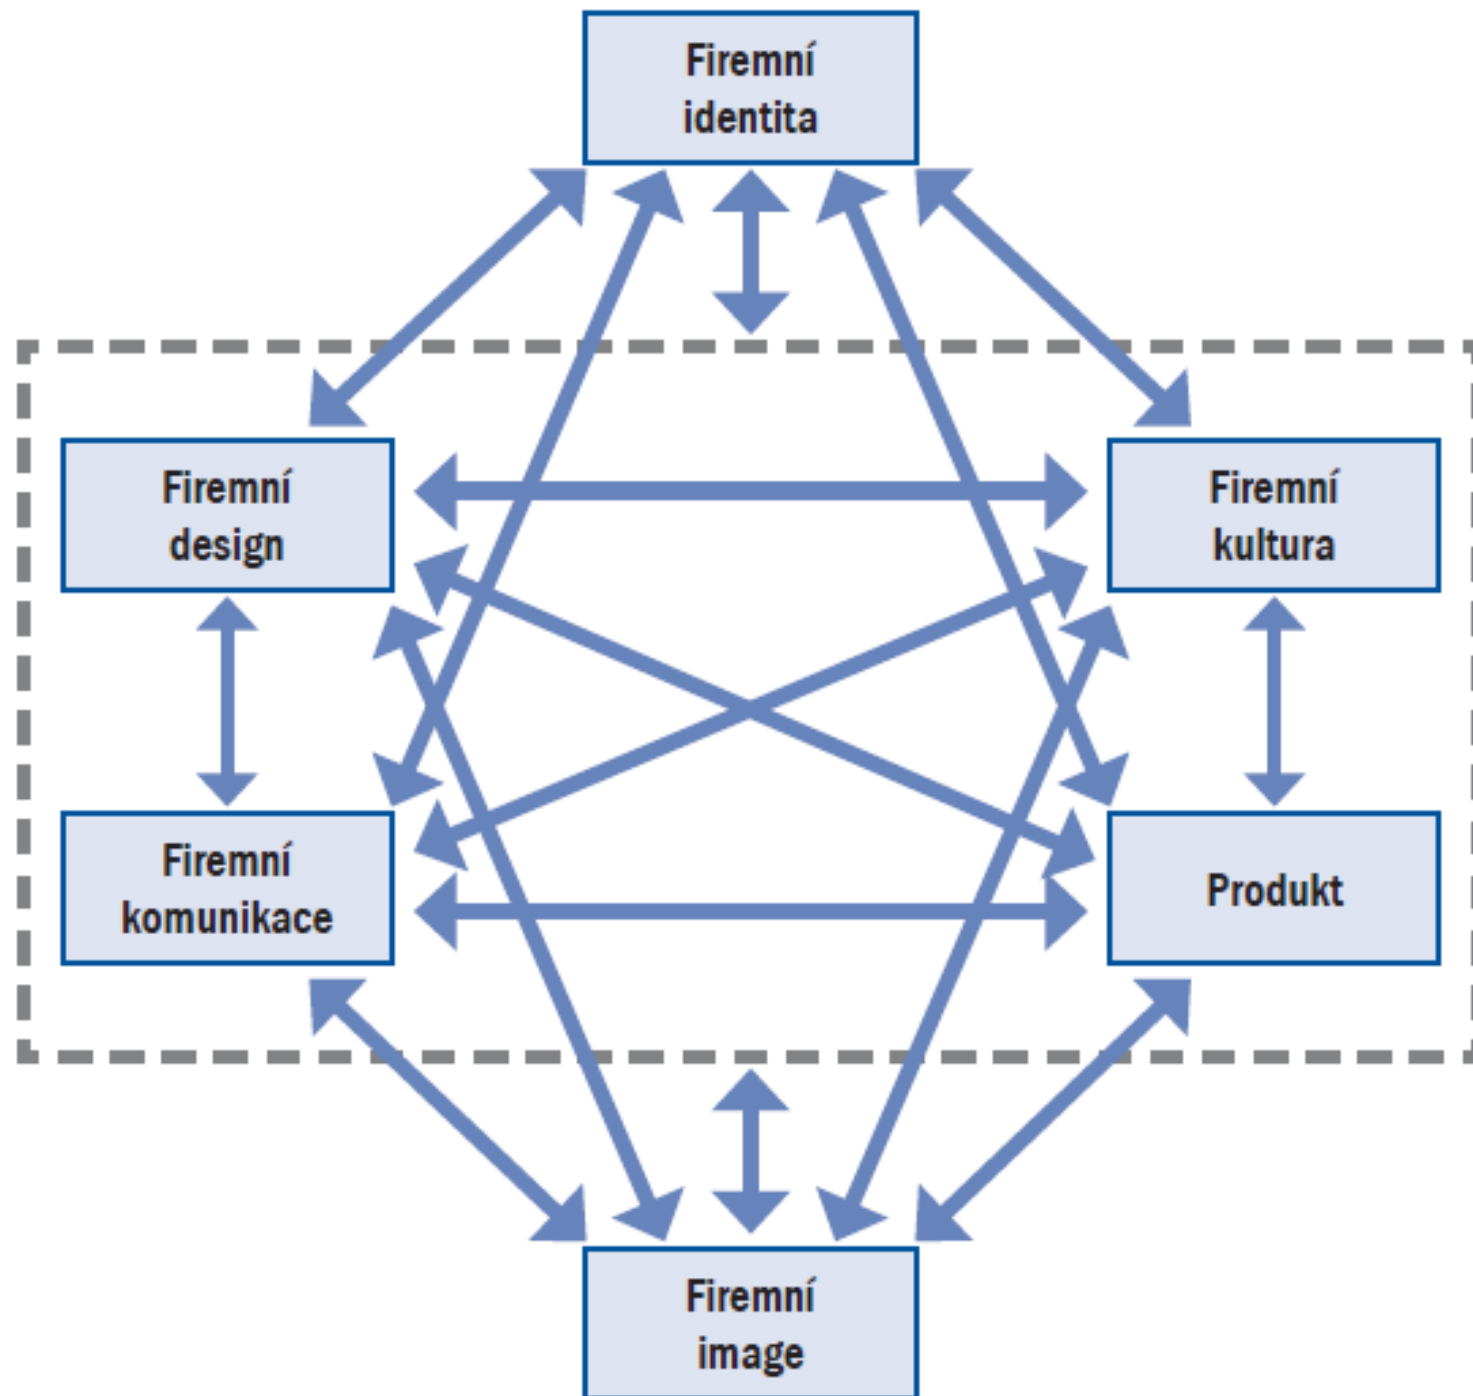 Firemní
identita
Firemní
design
Firemní
kultura
Firemní
komunikace
Produkt
Firemní
image